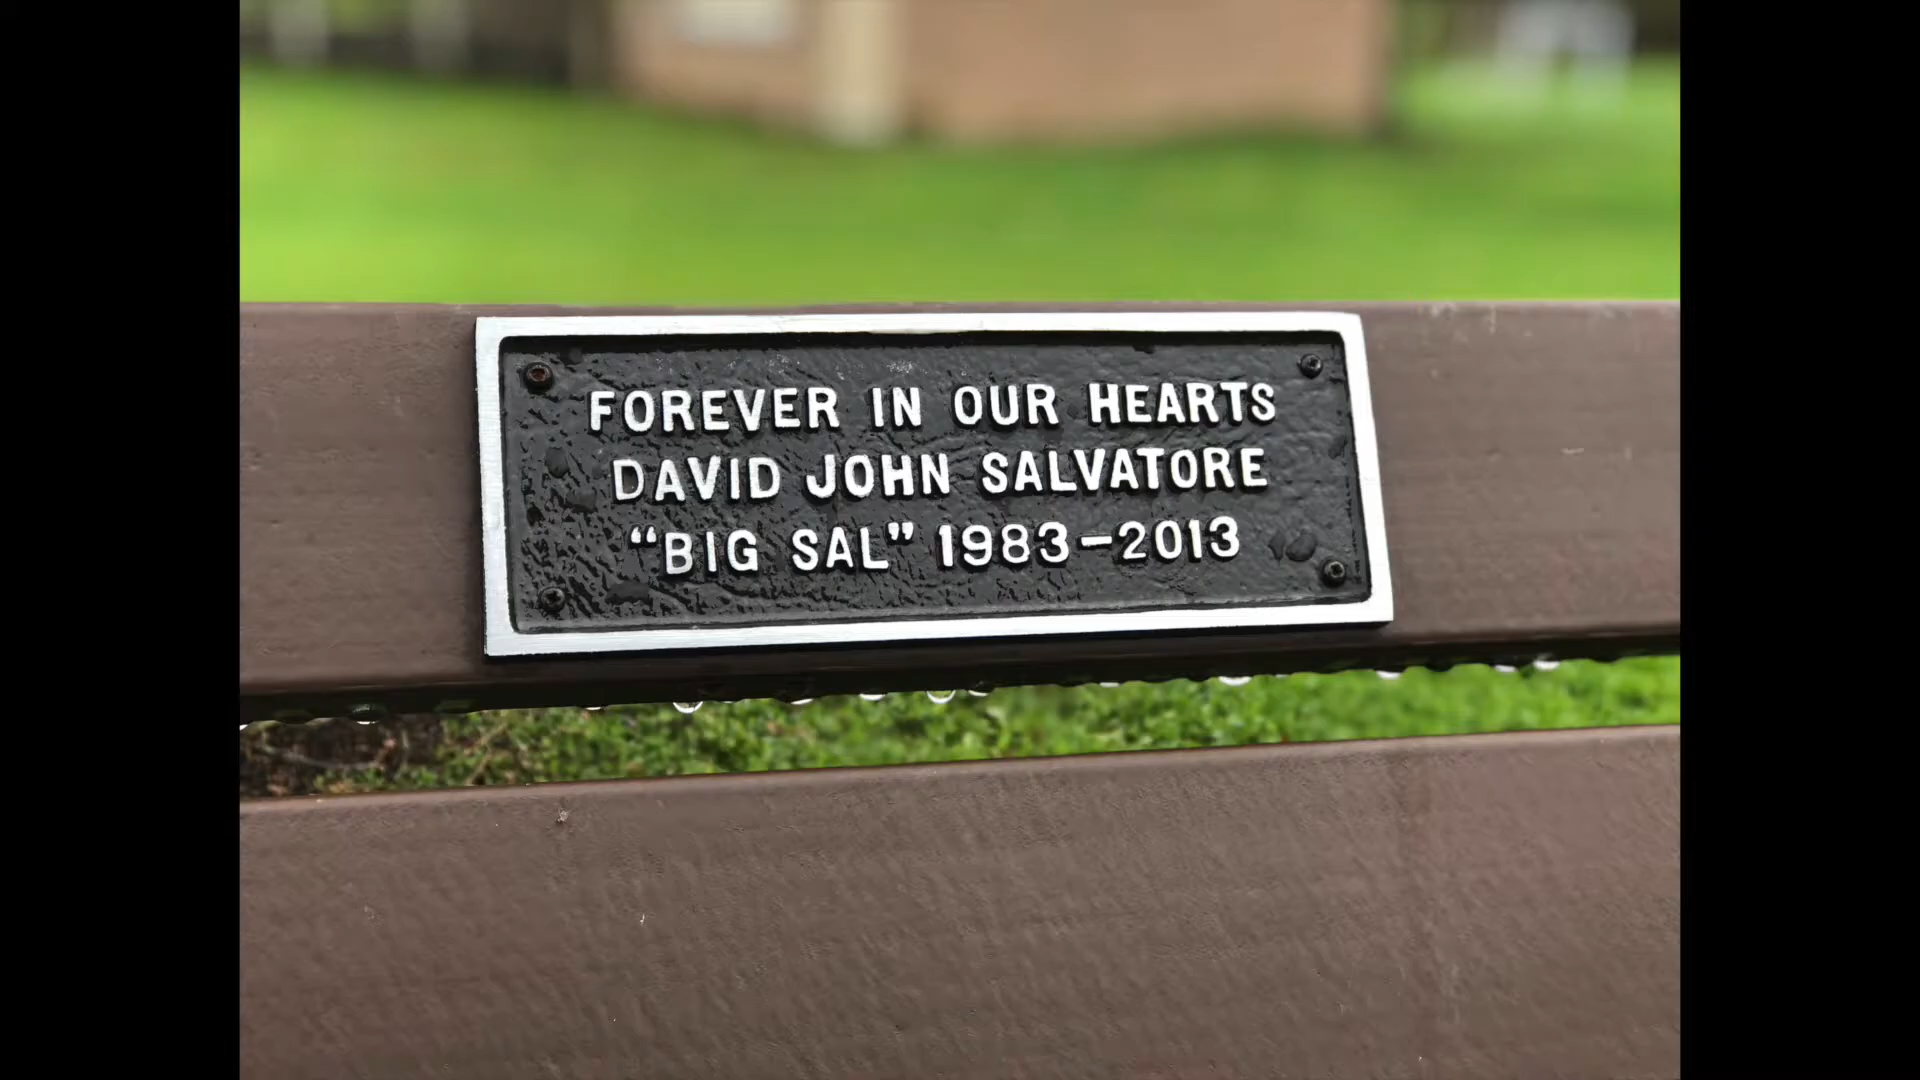 FOREVER IN OUR HEARTS
DAVID JOHN SALVATORE
“BIG SAL” 1983–2013